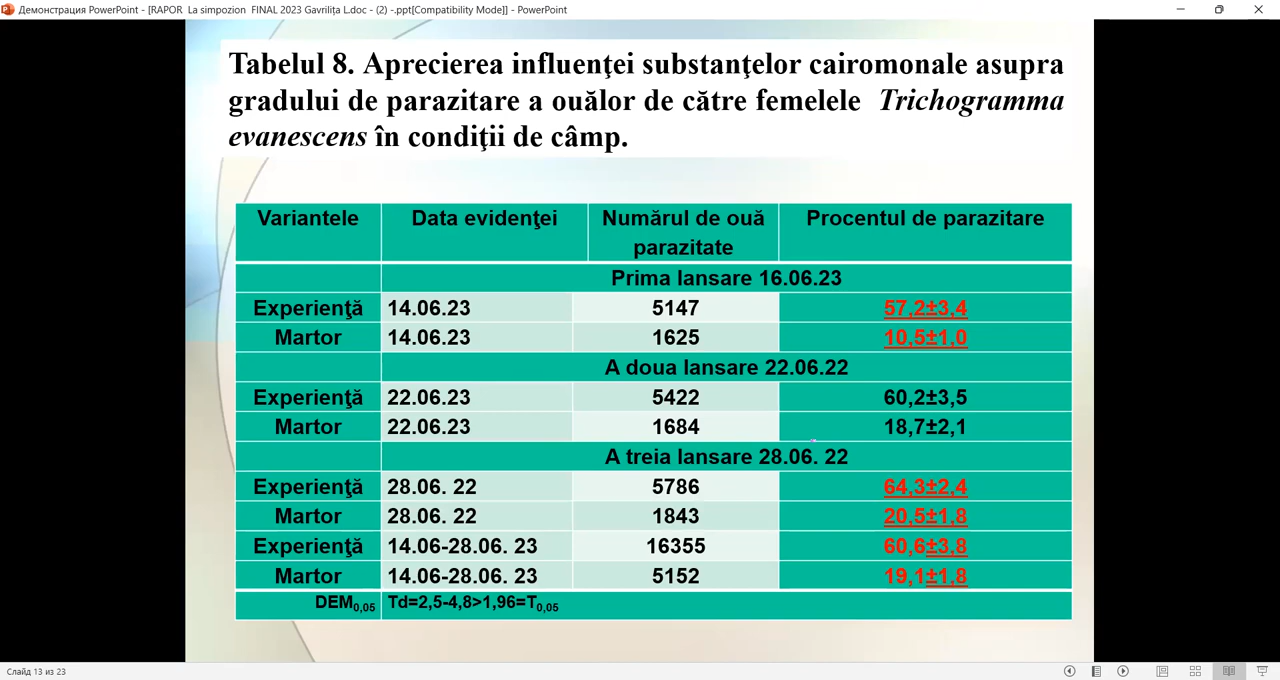 Демонстрация PowerPoint - [RAPOR La simpozion FINAL 2023 Gavrilița L.doc - (2) -.ppt[Compatibility Mode]] - PowerPoint
Tabelul 8. Aprecierea influenţei substanţelor cairomonale asupra
gradului de parazitare a ouălor de către femelele Trichogramma
evanescens în condiţii de câmp.
Variantele Data evidenţei Numărul de ouă parazitate Procentul de parazitare
Prima lansare 16.06.23
Experienţă 14.06.23 5147 57,2±3,4
Martor 14.06.23 1625 10,5±1,0
A doua lansare 22.06.22
Experienţă 22.06.23 5422 60,2±3,5
Martor 22.06.23 1684 18,7±2,1
A treia lansare 28.06. 22
Experienţă 28.06. 22 5786 64,3±2,4
Martor 28.06. 22 1843 20,5±1,8
Experienţă 14.06-28.06. 23 16355 60,6±3,8
Martor 14.06-28.06. 23 5152 19,1±1,8
DEM0,05 Td=2,5-4,8>1,96=T0,05
Слайд 13 из 23